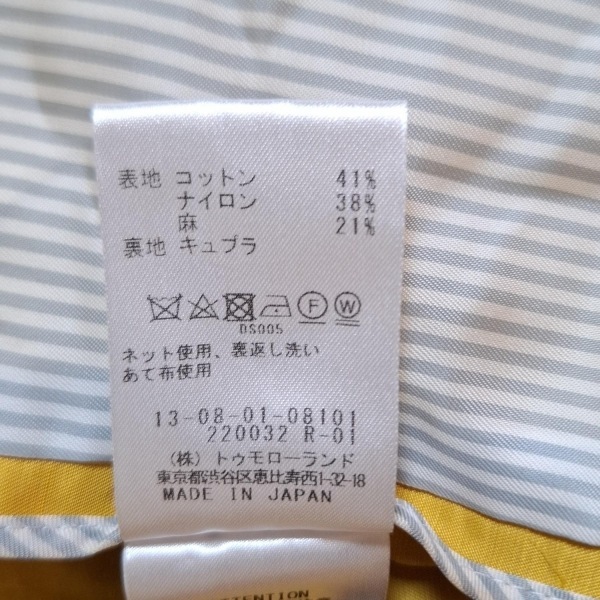 表地 コットン 41%
ナイロン 38%
麻 21%
裏地 キュプラ
F W
DS005
ネット使用、裏返し洗い
あて布使用
13-08-01-08101
220032 R-01
(株) トゥモローランド
東京都渋谷区恵比寿西1-32-18
MADE IN JAPAN